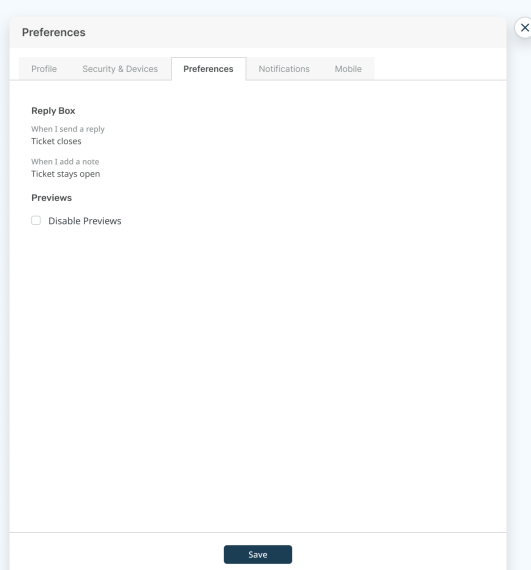 Preferences
Profile Security & Devices Preferences Notifications Mobile
Reply Box
When I send a reply
Ticket closes
When I add a note
Ticket stays open
Previews
Disable Previews
Save